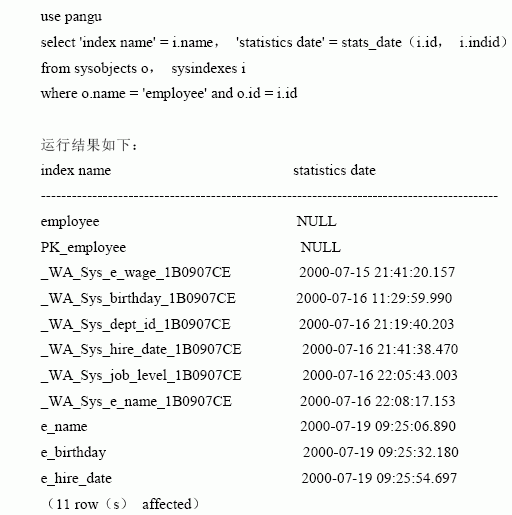 use pangu
select 'index name' = i.name， 'statistics date' = stats_date（i.id， i.indid）
from sysobjects o， sysindexes i
where o.name = 'employee' and o.id = i.id
运行结果如下：
index name statistics date
-------------------------------------------------------------------------------------------
employee NULL
PK_employee NULL
_WA_Sys_e_wage_1B0907CE 2000-07-15 21:41:20.157
_WA_Sys_birthday_1B0907CE 2000-07-16 11:29:59.990
_WA_Sys_dept_id_1B0907CE 2000-07-16 21:19:40.203
_WA_Sys_hire_date_1B0907CE 2000-07-16 21:41:38.470
_WA_Sys_job_level_1B0907CE 2000-07-16 22:05:43.003
_WA_Sys_e_name_1B0907CE 2000-07-16 22:08:17.153
e_name 2000-07-19 09:25:06.890
e_birthday 2000-07-19 09:25:32.180
e_hire_date 2000-07-19 09:25:54.697
（11 row（s） affected）